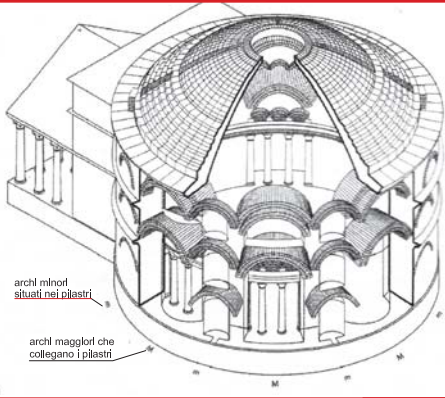 archi minori
situati nei pilastri
archi maggiori che
collegano i pilastri
M
M
M